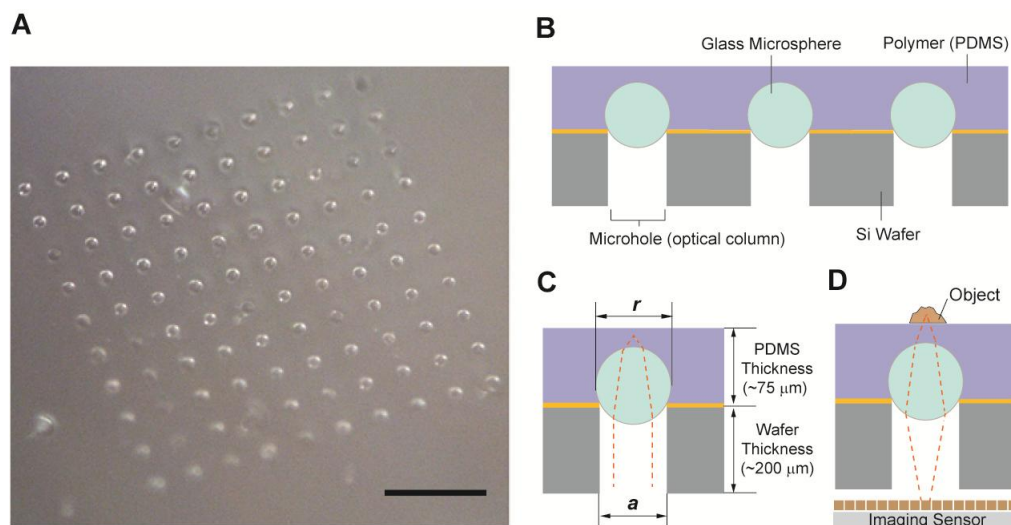 A
B
Glass Microsphere
Polymer (PDMS)
Microhole (optical column)
Si Wafer
C
r
PDMS
Thickness
(~75 μm)
Wafer
Thickness
(~200 μm)
a
D
Object
Imaging Sensor